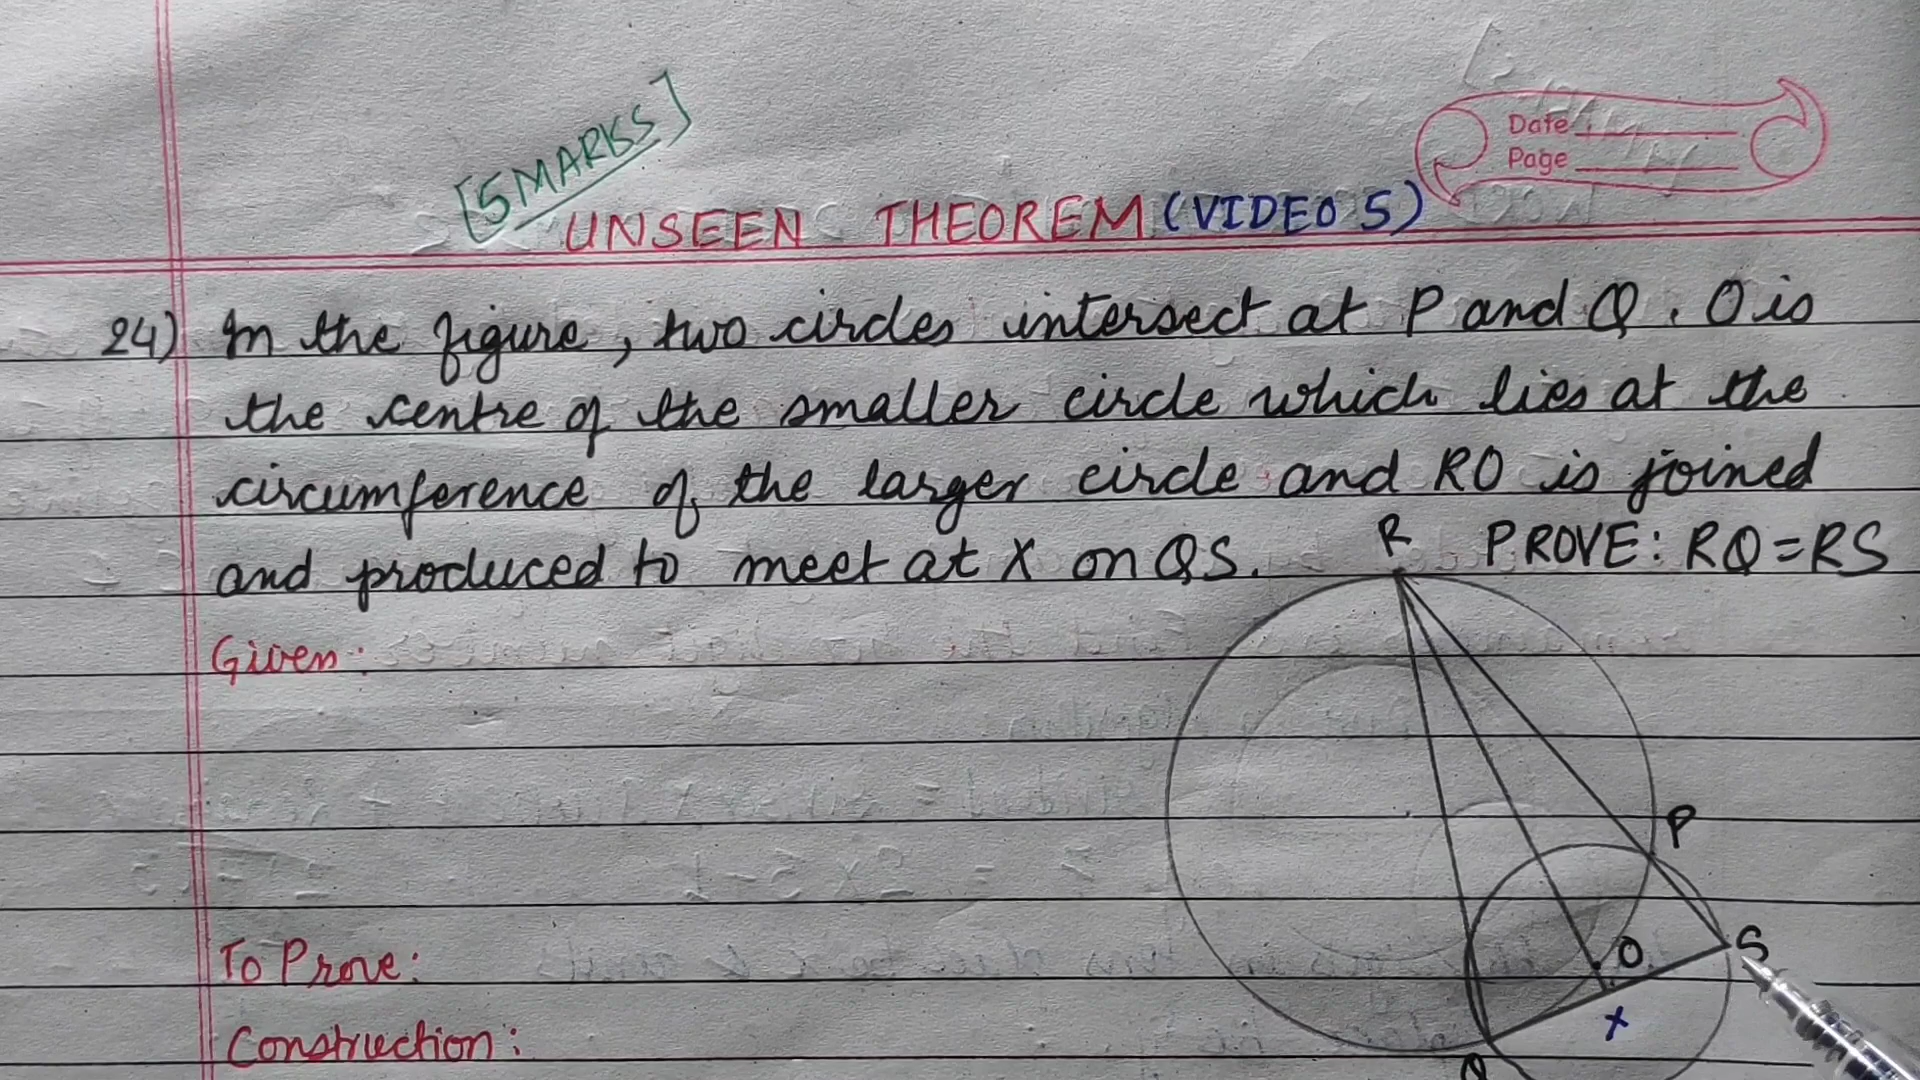 [5 MARKS]
Date
Page
UNSEEN THEOREM (VIDEO 5)
24) In the figure, two circles intersect at P and Q. O is
the centre of the smaller circle which lies at the
circumference of the larger circle and RO is joined
and produced to meet at X on QS.
R PROVE: RQ=RS
Given:
P
To Prove:
O
S
X
Construction:
Q